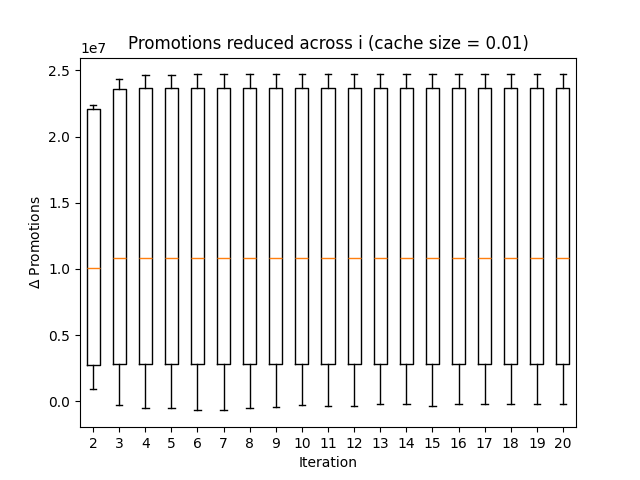 Promotions reduced across i (cache size = 0.01)
1e7
2.5
2.0
1.5
1.0
0.5
0.0
Δ Promotions
2 3 4 5 6 7 8 9 10 11 12 13 14 15 16 17 18 19 20
Iteration